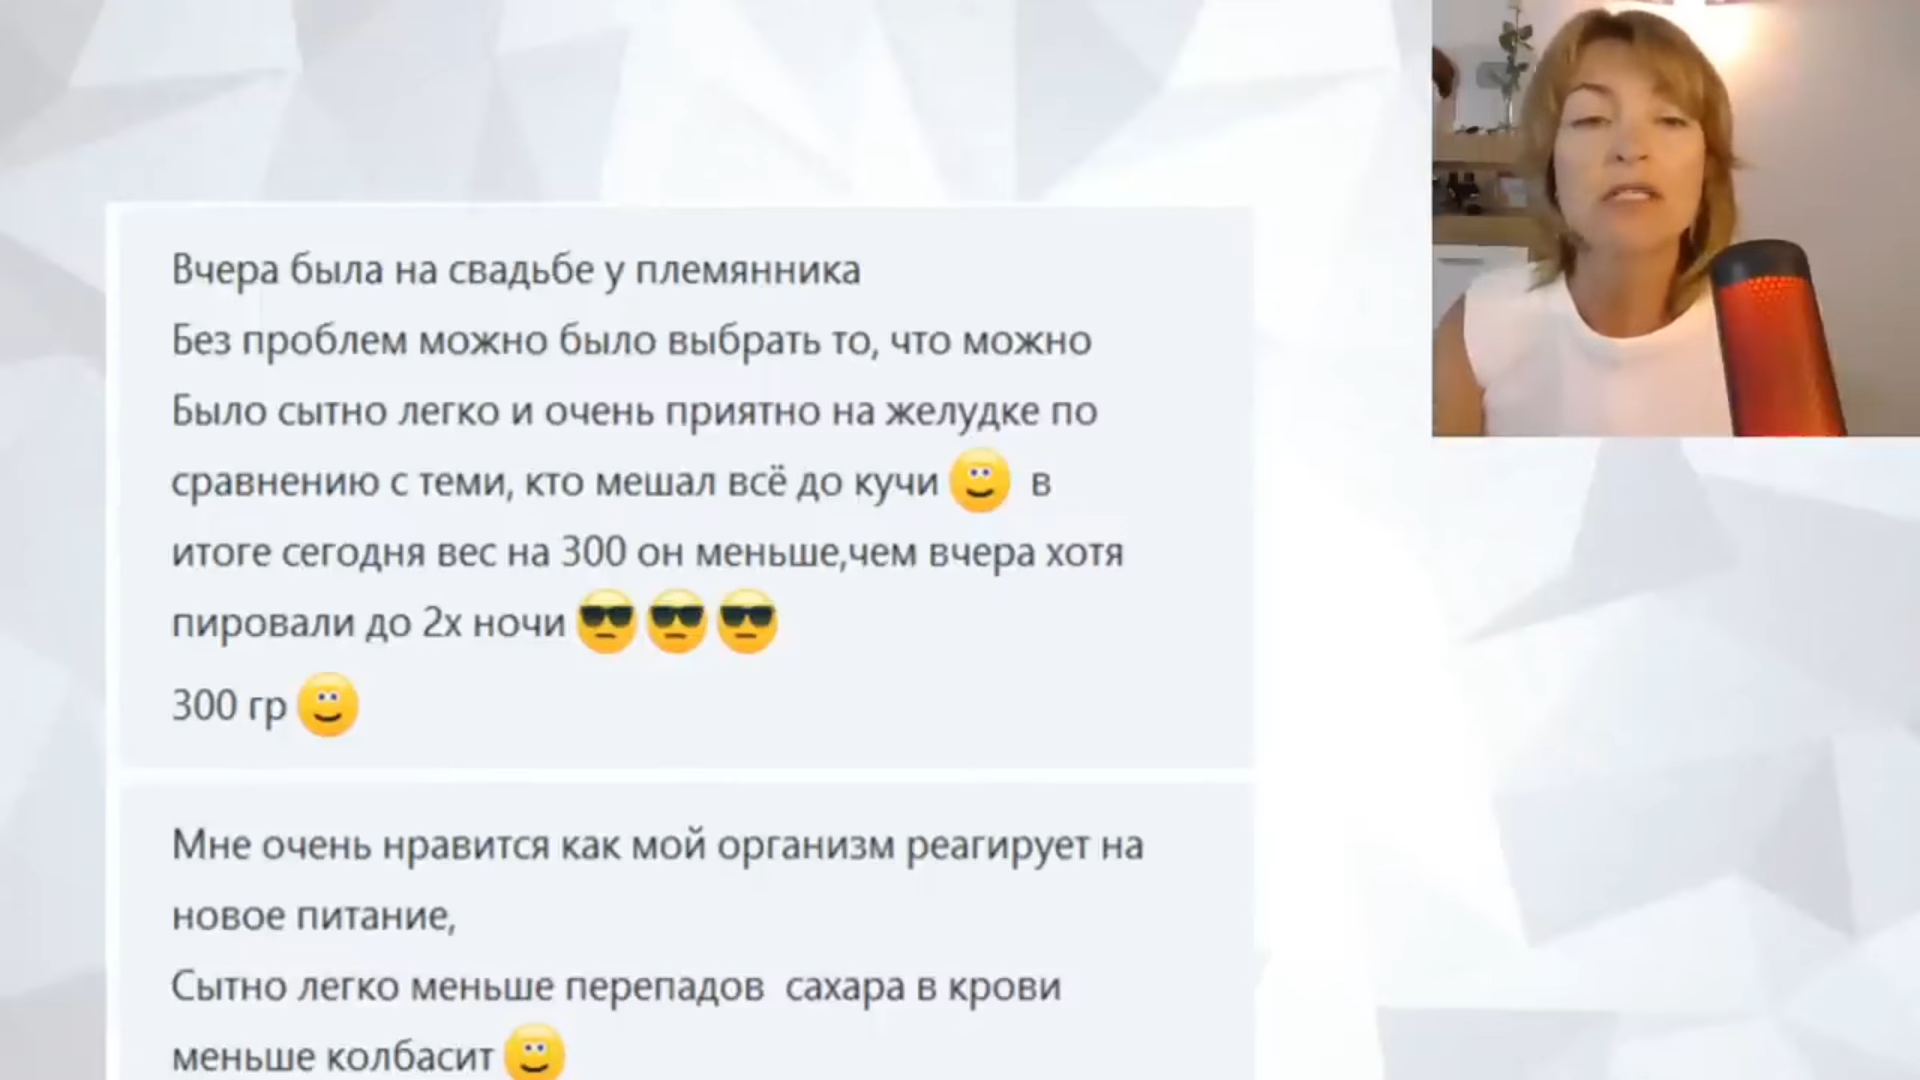 Вчера была на свадьбе у племянника
Без проблем можно было выбрать то, что можно
Было сытно легко и очень приятно на желудке по
сравнению с теми, кто мешал всё до кучи в
итоге сегодня вес на 300 он меньше,чем вчера хотя
пировали до 2х ночи
300 гр
Мне очень нравится как мой организм реагирует на
новое питание,
Сытно легко меньше перепадов сахара в крови
меньше колбасит